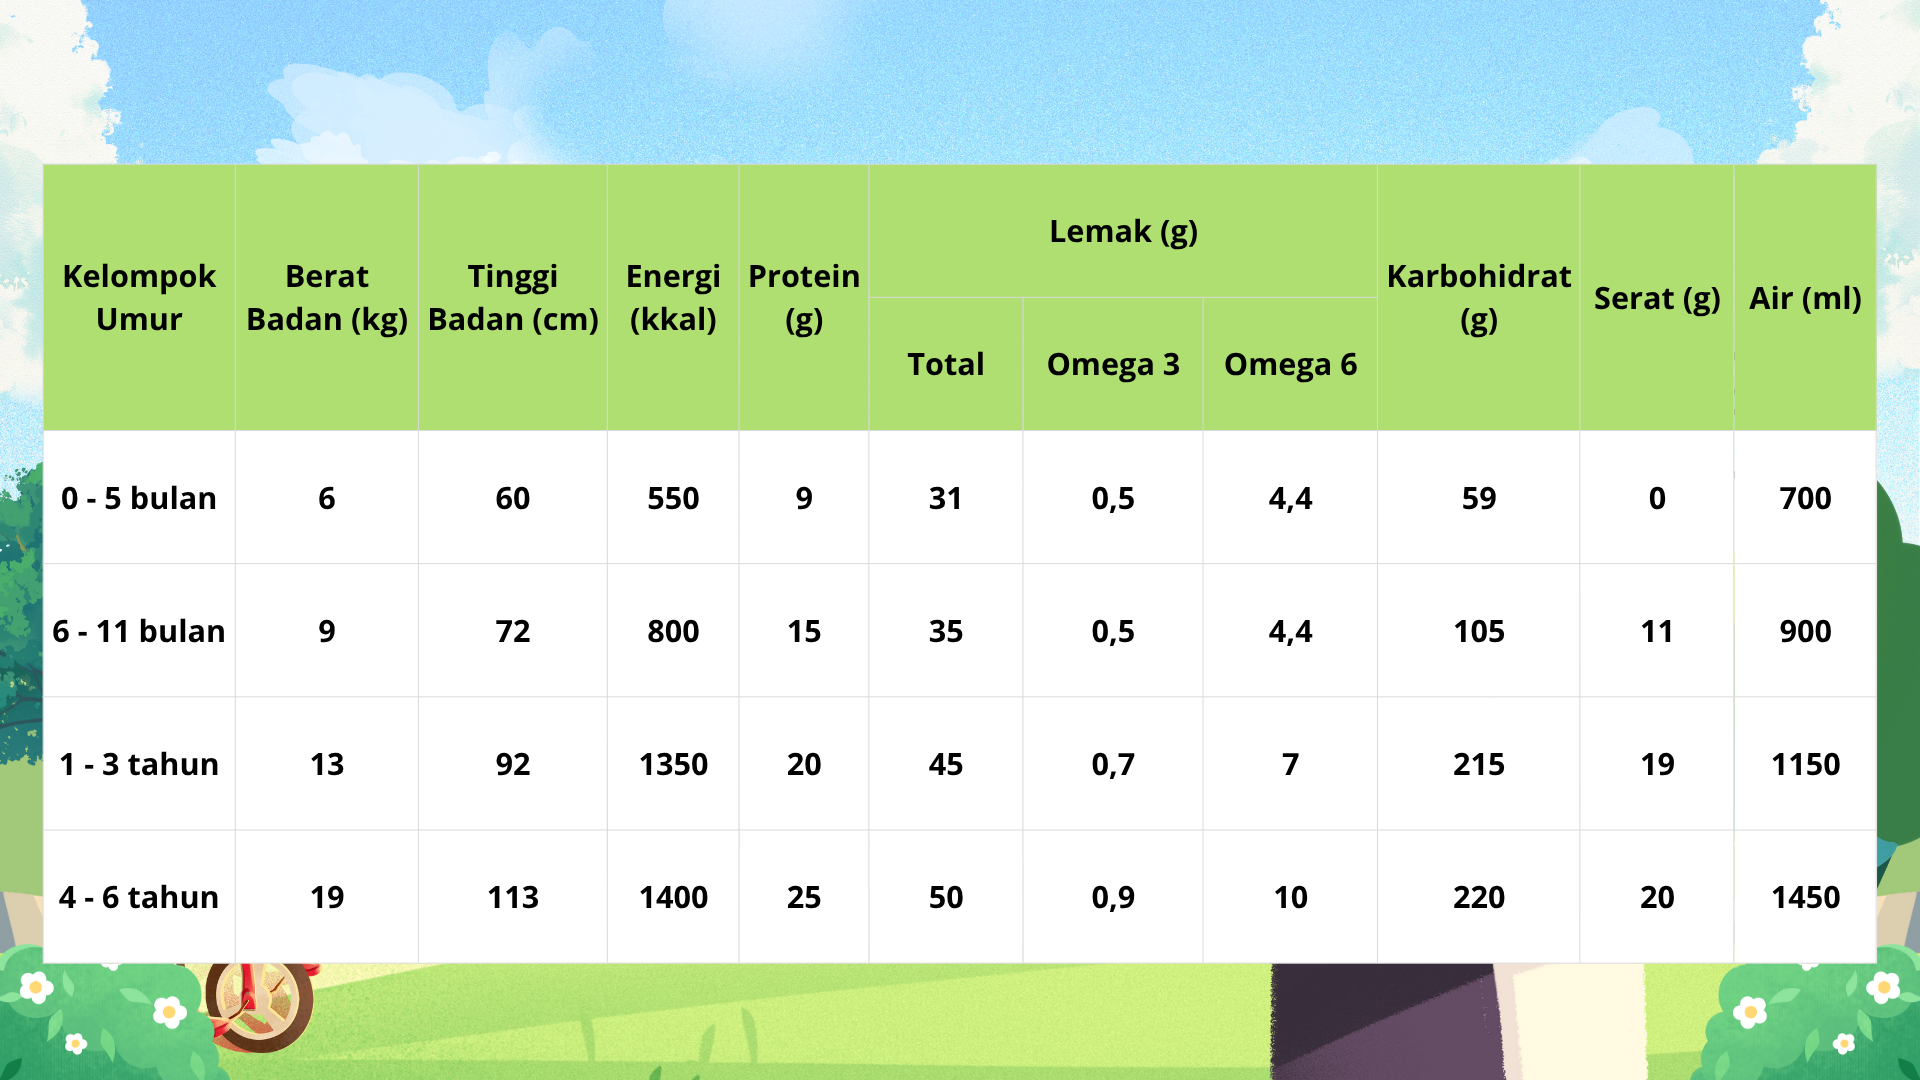 Kelompok Umur Berat Badan (kg) Tinggi Badan (cm) Energi (kkal) Protein (g) Lemak (g) Karbohidrat (g) Serat (g) Air (ml)
Total Omega 3 Omega 6
0 - 5 bulan 6 60 550 9 31 0,5 4,4 59 0 700
6 - 11 bulan 9 72 800 15 35 0,5 4,4 105 11 900
1 - 3 tahun 13 92 1350 20 45 0,7 7 215 19 1150
4 - 6 tahun 19 113 1400 25 50 0,9 10 220 20 1450